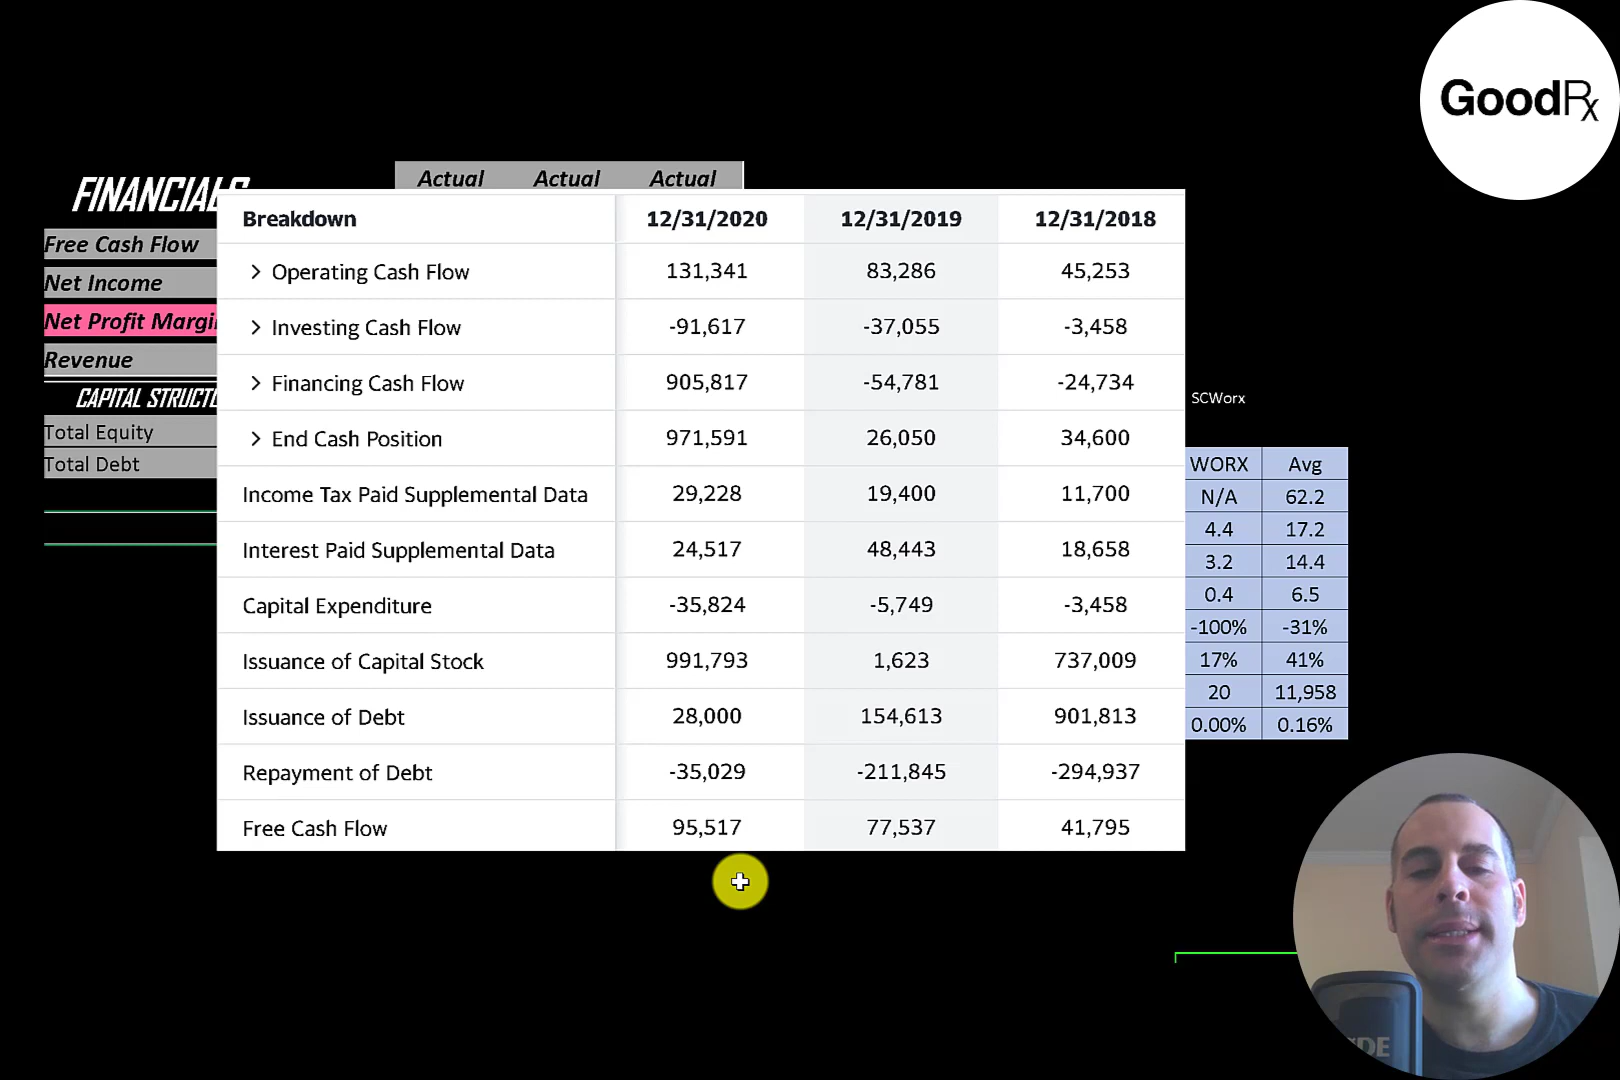 GoodRx
Actual Actual Actual
FINANCIALS
Breakdown 12/31/2020 12/31/2019 12/31/2018
Free Cash Flow
> Operating Cash Flow 131,341 83,286 45,253
Net Income
Net Profit Margi
> Investing Cash Flow -91,617 -37,055 -3,458
Revenue
> Financing Cash Flow 905,817 -54,781 -24,734
CAPITAL STRUCTU
SCWorx
Total Equity
> End Cash Position 971,591 26,050 34,600
Total Debt
WORX Avg
Income Tax Paid Supplemental Data 29,228 19,400 11,700
N/A 62.2
4.4 17.2
Interest Paid Supplemental Data 24,517 48,443 18,658
3.2 14.4
Capital Expenditure -35,824 -5,749 -3,458
0.4 6.5
-100% -31%
Issuance of Capital Stock 991,793 1,623 737,009
17% 41%
20 11,958
Issuance of Debt 28,000 154,613 901,813
0.00% 0.16%
Repayment of Debt -35,029 -211,845 -294,937
Free Cash Flow 95,517 77,537 41,795